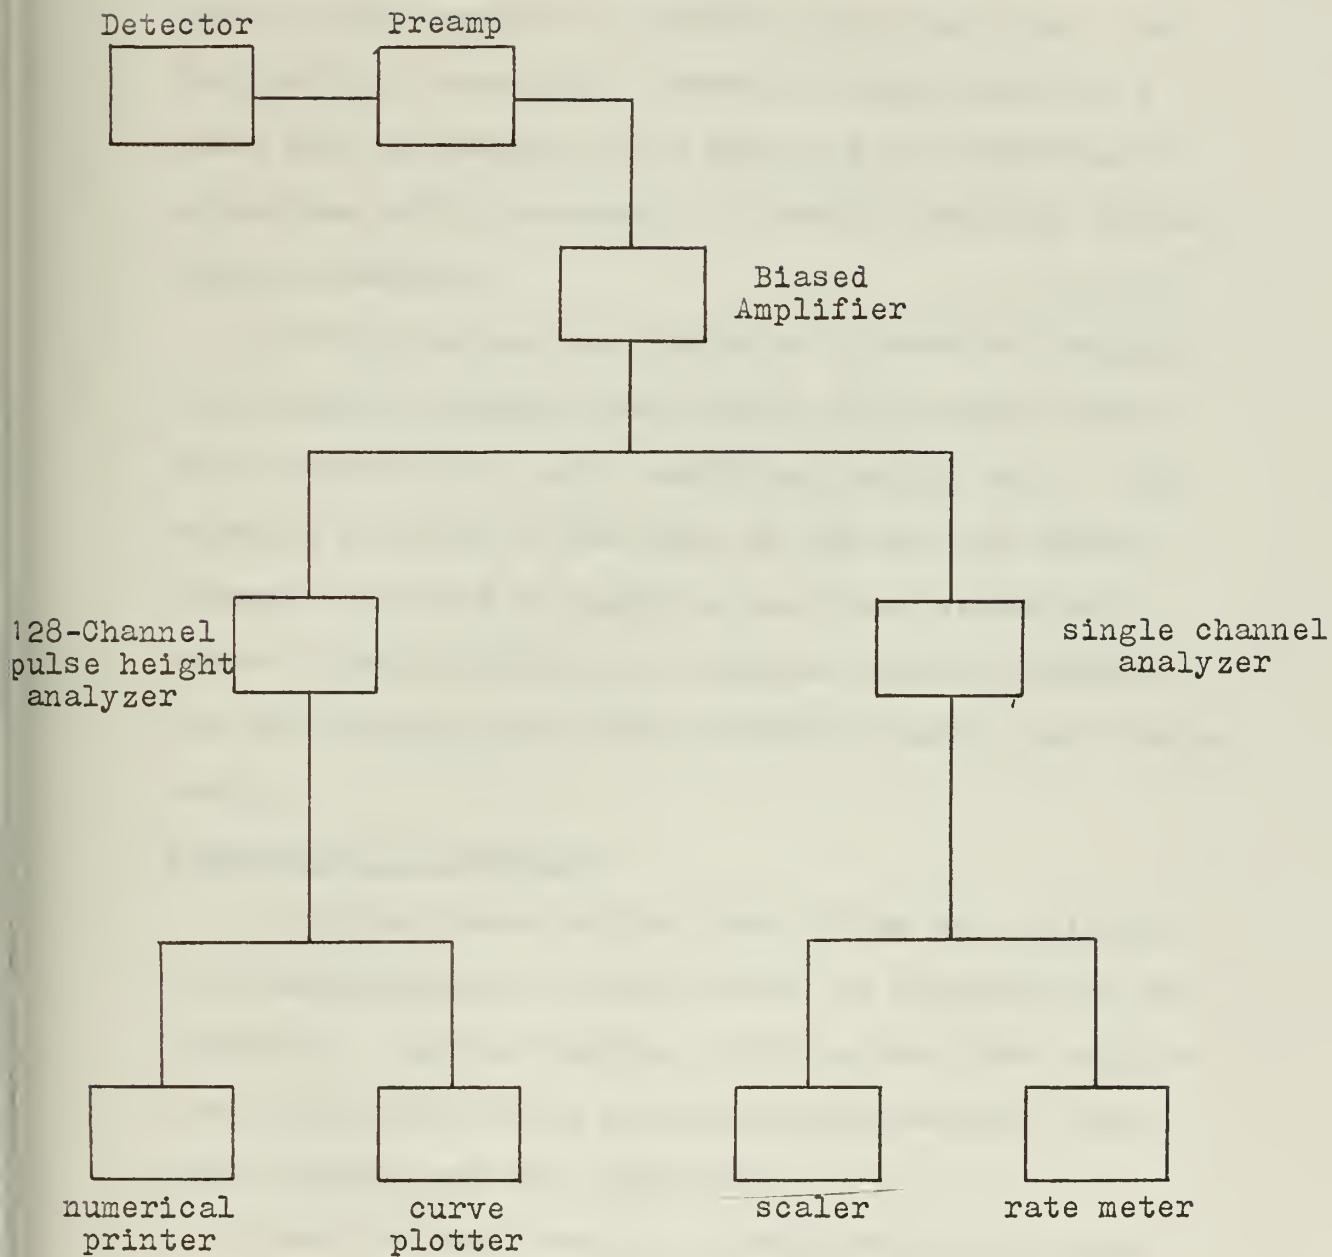 Detector
Preamp
Biased
Amplifier
128-Channel
pulse height
analyzer
single channel
analyzer
numerical
printer
curve
plotter
scaler
rate meter